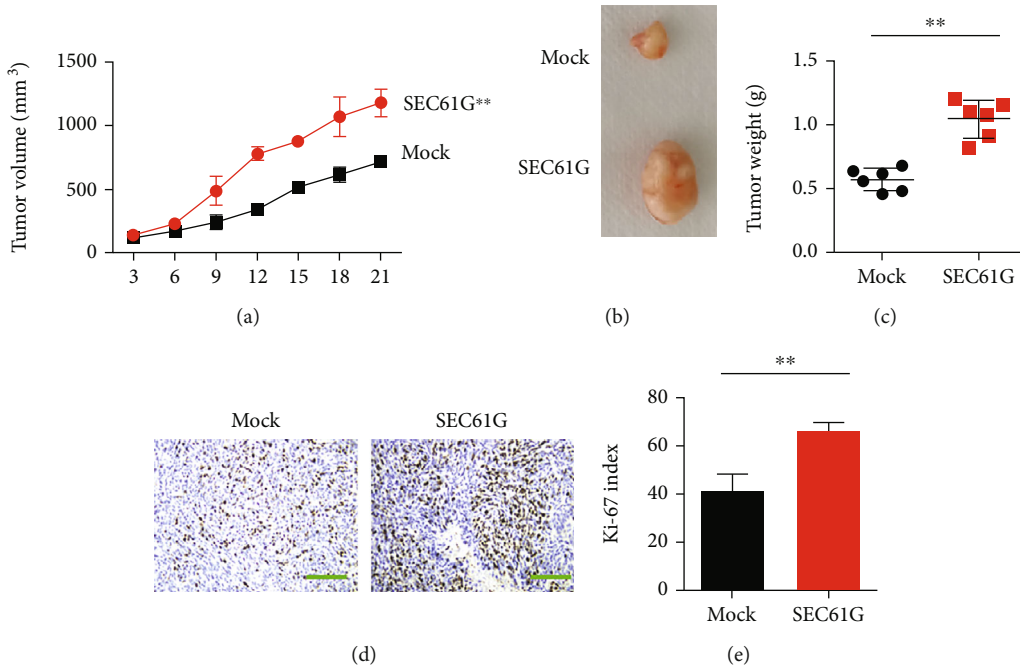 Tumor volume (mm³)
1500
1000
500
0
3 6 9 12 15 18 21
SEC61G**
Mock
(a)
Mock
SEC61G
(b)
**
Tumor weight (g)
1.5
1.0
0.5
0.0
Mock SEC61G
(c)
Mock SEC61G
(d)
**
Ki-67 index
80
60
40
20
0
Mock SEC61G
(e)